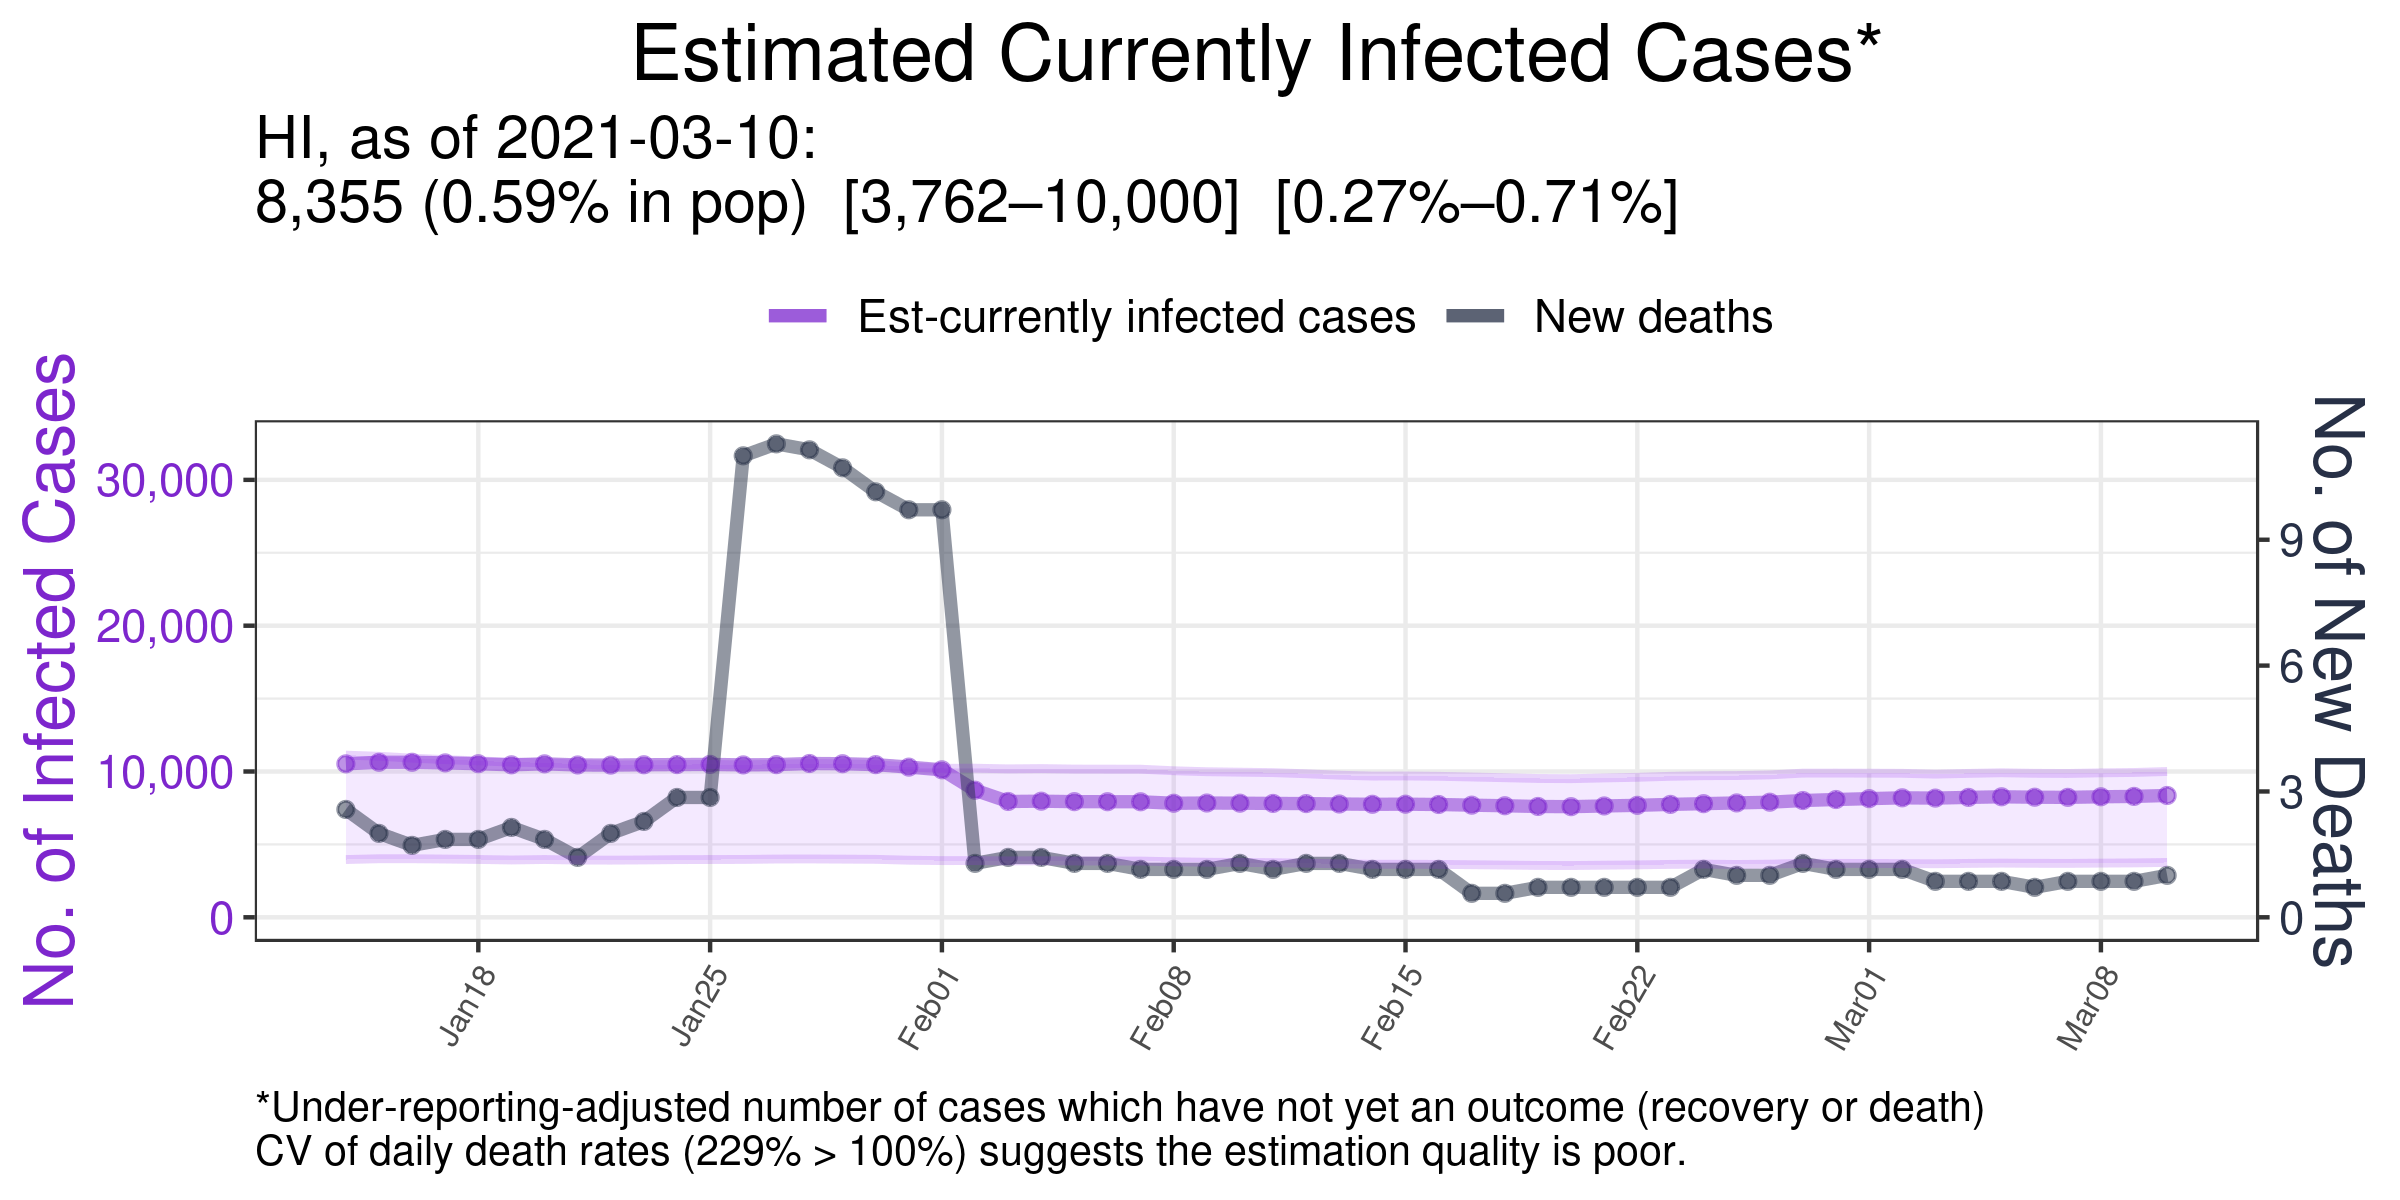 Estimated Currently Infected Cases*
HI, as of 2021-03-10:
8,355 (0.59% in pop)  [3,762–10,000]  [0.27%–0.71%]
Est-currently infected cases
New deaths
No. of Infected Cases
30,000
20,000
10,000
0
9
6
3
0
No. of New Deaths
Jan18
Jan25
Feb01
Feb08
Feb15
Feb22
Mar01
Mar08
*Under-reporting-adjusted number of cases which have not yet an outcome (recovery or death)
CV of daily death rates (229% > 100%) suggests the estimation quality is poor.